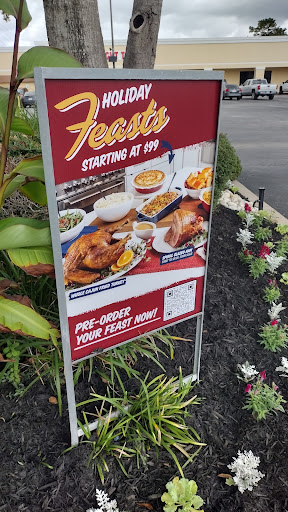 HOLIDAY
Feasts
STARTING AT $99
WHOLE CAJUN FRIED TURKEY
PRE-ORDER
YOUR FEAST NOW!